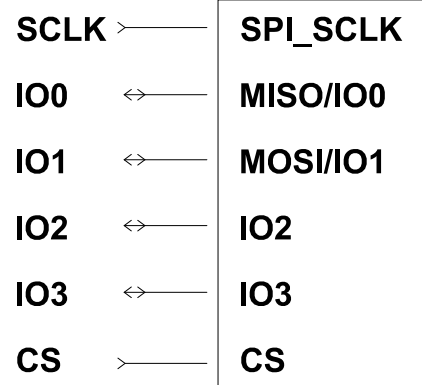 SCLK SPI_SCLK
IO0 MISO/IO0
IO1 MOSI/IO1
IO2 IO2
IO3 IO3
CS CS